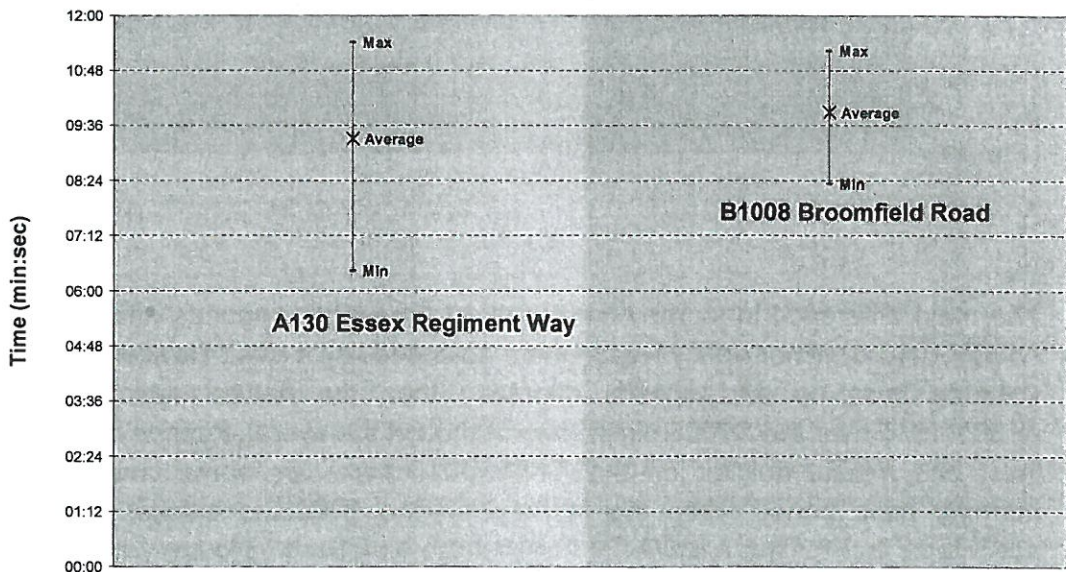 12:00
Max
Max
10:48
Average
09:36
Average
08:24
Min
B1008 Broomfield Road
07:12
Min
06:00
A130 Essex Regiment Way
04:48
03:36
02:24
01:12
00:00
Time (min:sec)